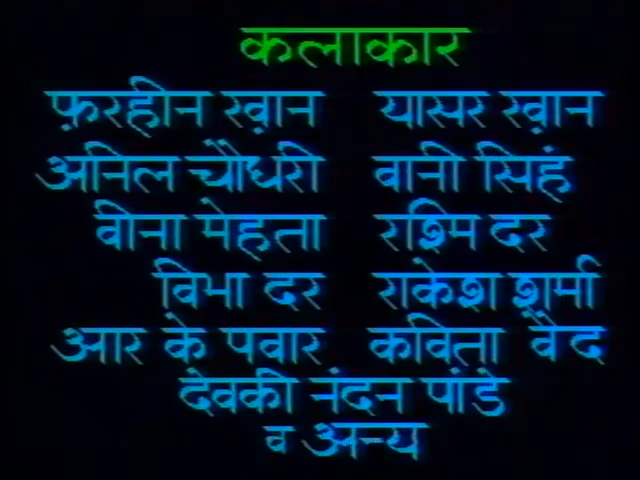 कलाकार
फ़रहीन ख़ान यासर ख़ान
अनिल चौधरी वानी सिंह
वीना मेहता रश्मि दर
विभा दर राकेश शर्मा
आर के पवार कविता वैद
देवकी नंदन पांडे
व अन्य